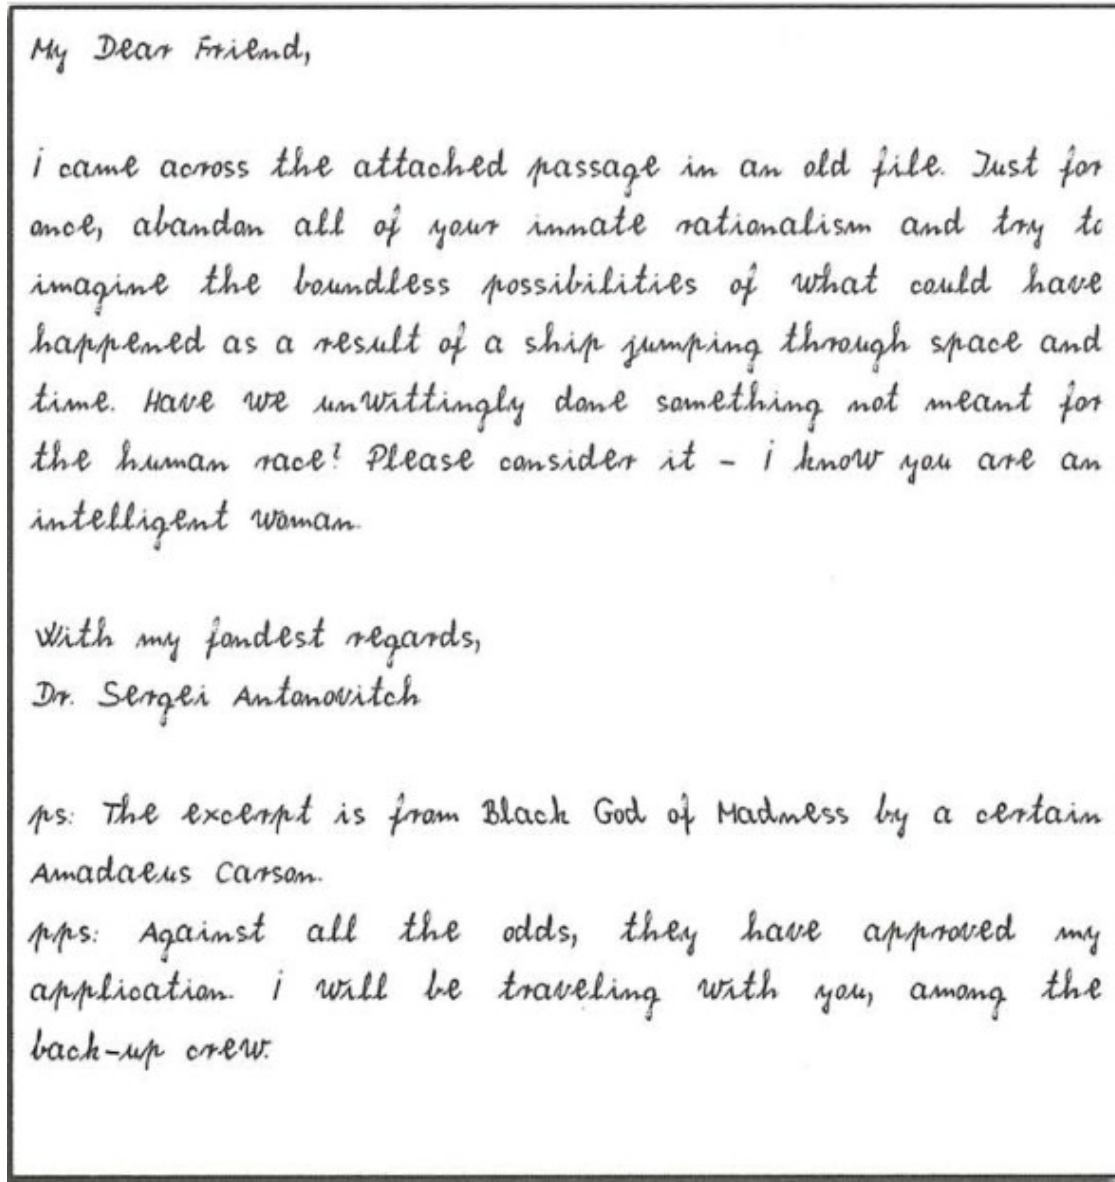 My Dear Friend,
i came across the attached passage in an old file. Just for
once, abandon all of your innate rationalism and try to
imagine the boundless possibilities of what could have
happened as a result of a ship jumping through space and
time. Have we unwittingly done something not meant for
the human race? Please consider it - i know you are an
intelligent woman.
With my fondest regards,
Dr. Sergei Antonovitch
ps: The excerpt is from Black God of Madness by a certain
Amadaeus Carson.
pps: Against all the odds, they have approved my
application. i will be traveling with you, among the
back-up crew.